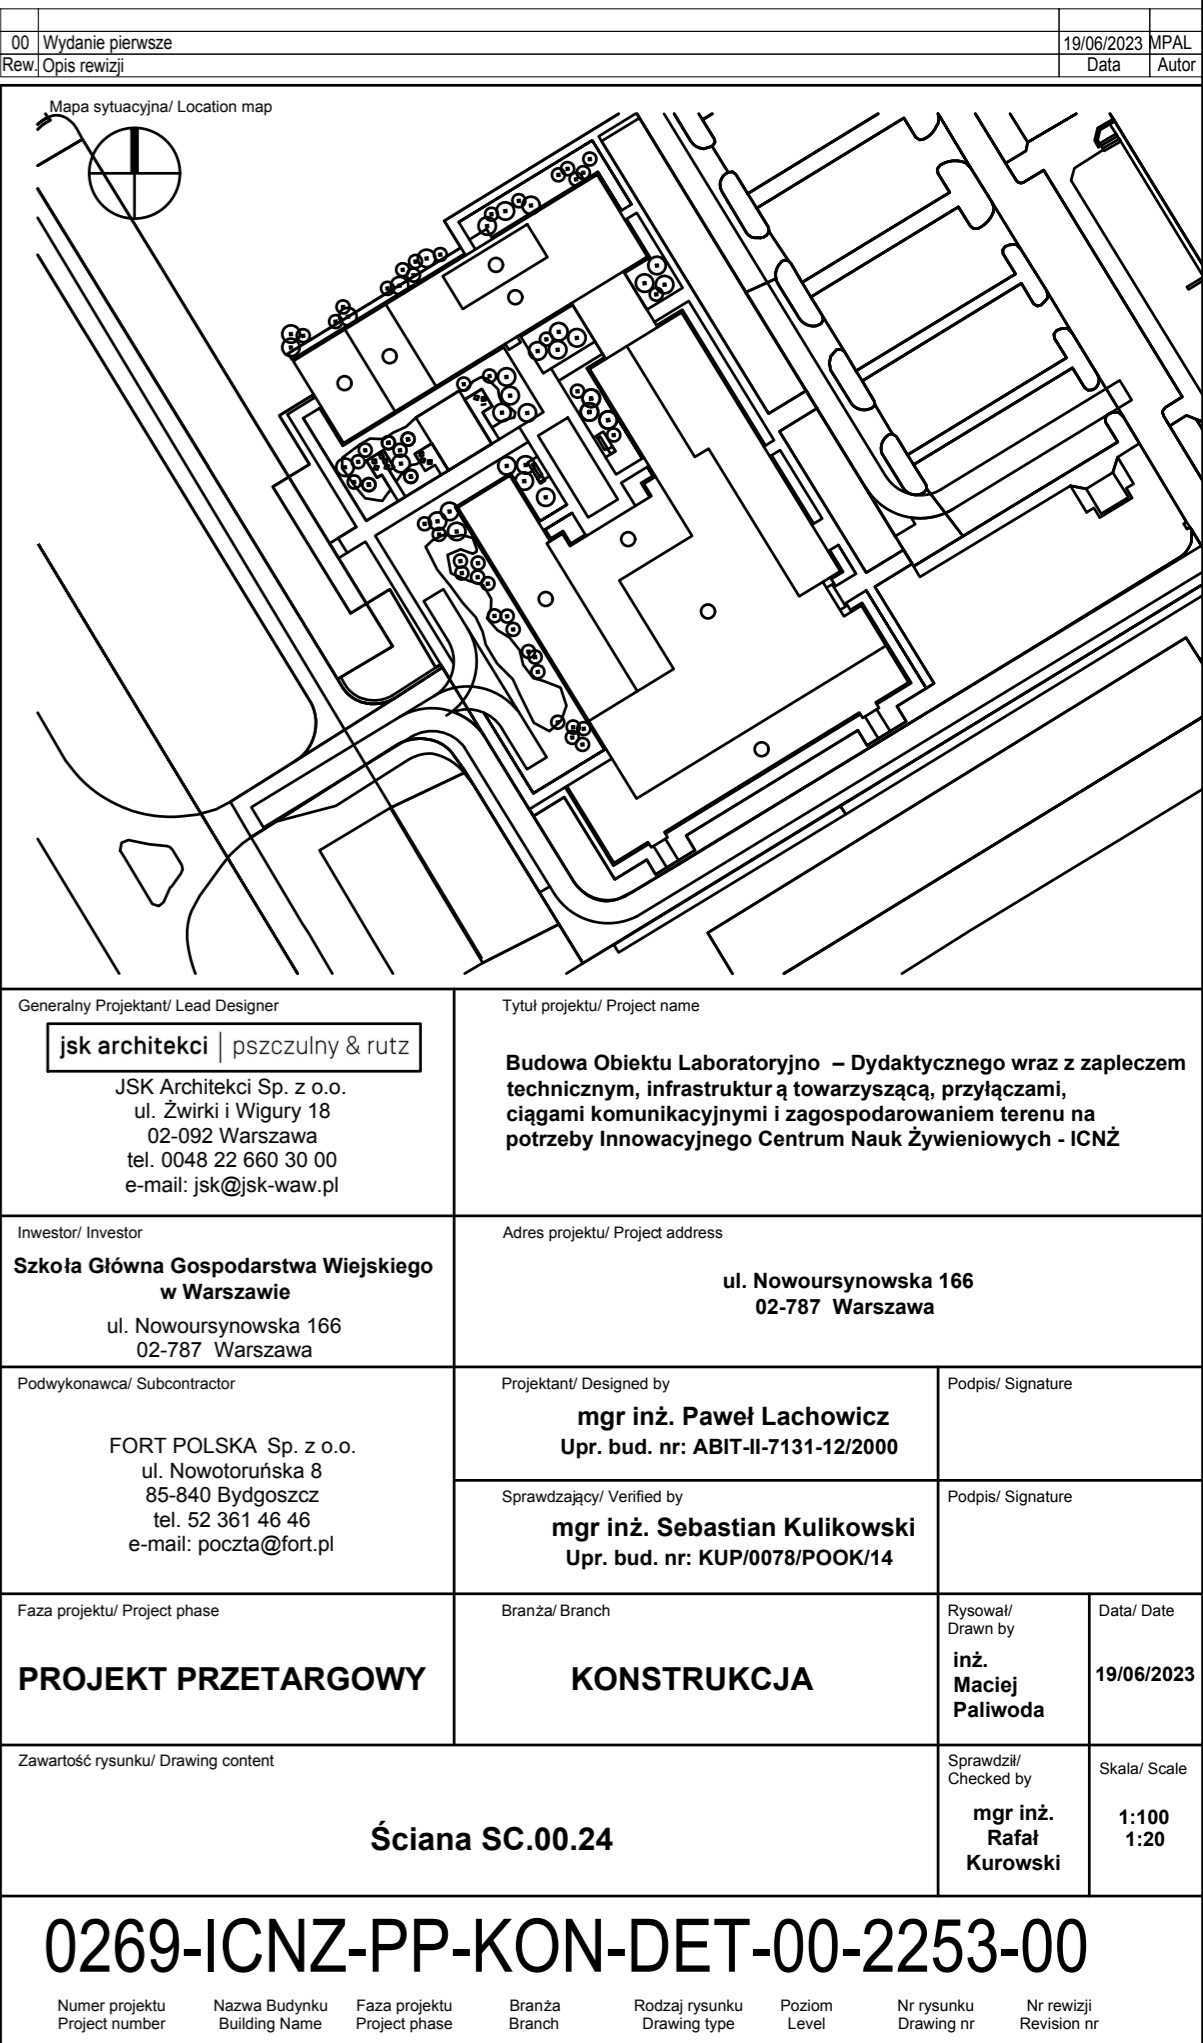 00 Wydanie pierwsze 19/06/2023 MPAL
Rew. Opis rewizji Data Autor
Mapa sytuacyjna/ Location map
Generalny Projektant/ Lead Designer
jsk architekci | pszczulny & rutz
JSK Architekci Sp. z o.o.
ul. Żwirki i Wigury 18
02-092 Warszawa
tel. 0048 22 660 30 00
e-mail: jsk@jsk-waw.pl
Tytuł projektu/ Project name
Budowa Obiektu Laboratoryjno – Dydaktycznego wraz z zapleczem
technicznym, infrastruktur ą towarzyszącą, przyłączami,
ciągami komunikacyjnymi i zagospodarowaniem terenu na
potrzeby Innowacyjnego Centrum Nauk Żywieniowych - ICNŻ
Inwestor/ Investor
Szkoła Główna Gospodarstwa Wiejskiego
w Warszawie
ul. Nowoursynowska 166
02-787 Warszawa
Adres projektu/ Project address
ul. Nowoursynowska 166
02-787 Warszawa
Podwykonawca/ Subcontractor
FORT POLSKA Sp. z o.o.
ul. Nowotoruńska 8
85-840 Bydgoszcz
tel. 52 361 46 46
e-mail: poczta@fort.pl
Projektant/ Designed by
mgr inż. Paweł Lachowicz
Upr. bud. nr: ABIT-II-7131-12/2000
Podpis/ Signature
Sprawdzający/ Verified by
mgr inż. Sebastian Kulikowski
Upr. bud. nr: KUP/0078/POOK/14
Podpis/ Signature
Faza projektu/ Project phase
PROJEKT PRZETARGOWY
Branża/ Branch
KONSTRUKCJA
Rysował/
Drawn by
inż.
Maciej
Paliwoda
Data/ Date
19/06/2023
Zawartość rysunku/ Drawing content
Ściana SC.00.24
Sprawdził/
Checked by
mgr inż.
Rafał
Kurowski
Skala/ Scale
1:100
1:20
0269-ICNZ-PP-KON-DET-00-2253-00
Numer projektu Nazwa Budynku Faza projektu Branża Rodzaj rysunku Poziom Nr rysunku Nr rewizji
Project number Building Name Project phase Branch Drawing type Level Drawing nr Revision nr